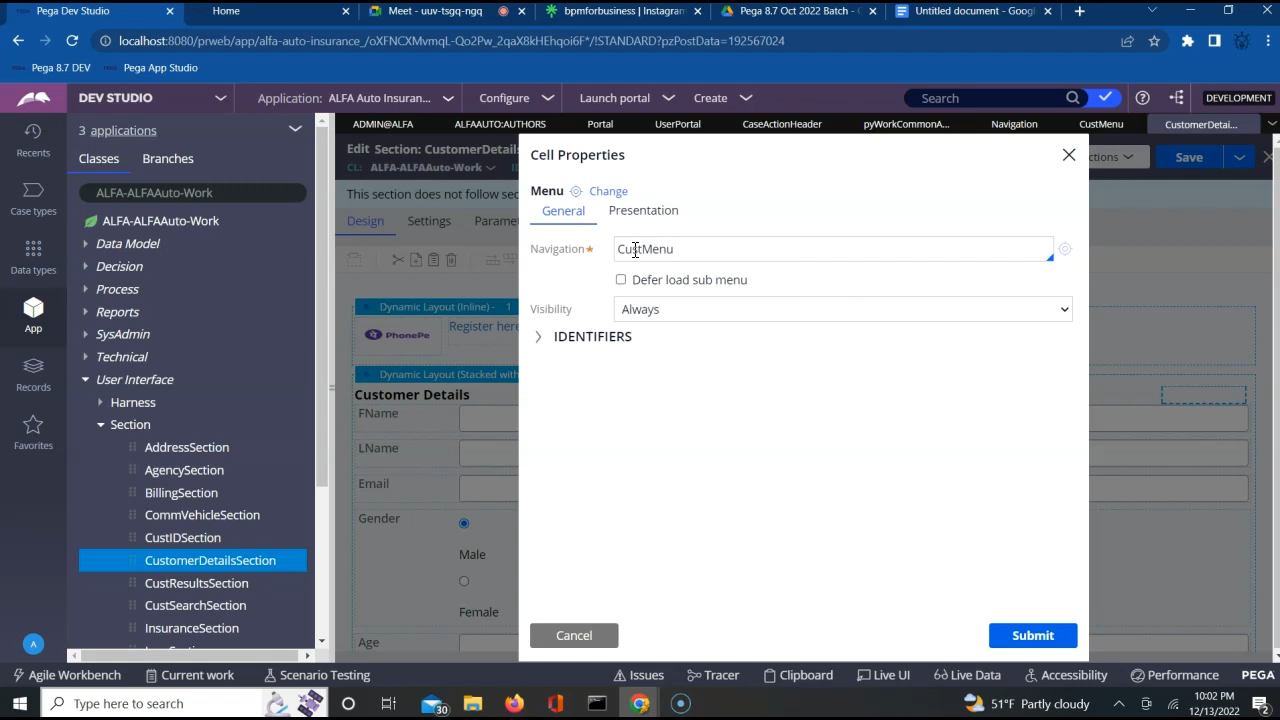 Pega Dev Studio
Home
Meet - uuv-tsgq-ngq
bpmforbusiness | Instagram
Pega 8.7 Oct 2022 Batch -
Untitled document - Googl
localhost:8080/prweb/app/alfa-auto-insurance_/oXFNCXMvmqL-Qo2Pw_2qaX8kHEhqoi6F*/!STANDARD?pzPostData=192567024
Pega 8.7 DEV
Pega App Studio
DEV STUDIO
Application: ALFA Auto Insuran...
Configure
Launch portal
Create
Search
DEVELOPMENT
3 applications
ADMIN@ALFA
ALFAAUTO:AUTHORS
Portal
UserPortal
CaseActionHeader
pyWorkCommonA...
Navigation
CustMenu
CustomerDetai...
Recents
Case types
Data types
App
Records
Favorites
A
Classes
Branches
ALFA-ALFAAuto-Work
ALFA-ALFAAuto-Work
Data Model
Decision
Process
Reports
SysAdmin
Technical
User Interface
Harness
Section
AddressSection
AgencySection
BillingSection
CommVehicleSection
CustIDSection
CustomerDetailsSection
CustResultsSection
CustSearchSection
InsuranceSection
Edit Section: CustomerDetails
CL: ALFA-ALFAAuto-Work
ctions
Save
This section does not follow sec
Design
Settings
Parame
Dynamic Layout (Inline) - 1
PhonePe
Register here
Dynamic Layout (Stacked with
Customer Details
FName
LName
Email
Gender
Male
Female
Age
Cell Properties
Menu
Change
General
Presentation
Navigation★
CustMenu
Defer load sub menu
Visibility
Always
IDENTIFIERS
Cancel
Submit
Agile Workbench
Current work
Scenario Testing
Issues
Tracer
Clipboard
Live UI
Live Data
Accessibility
Performance
PEGA
Type here to search
30
51°F Partly cloudy
10:02 PM
12/13/2022
2